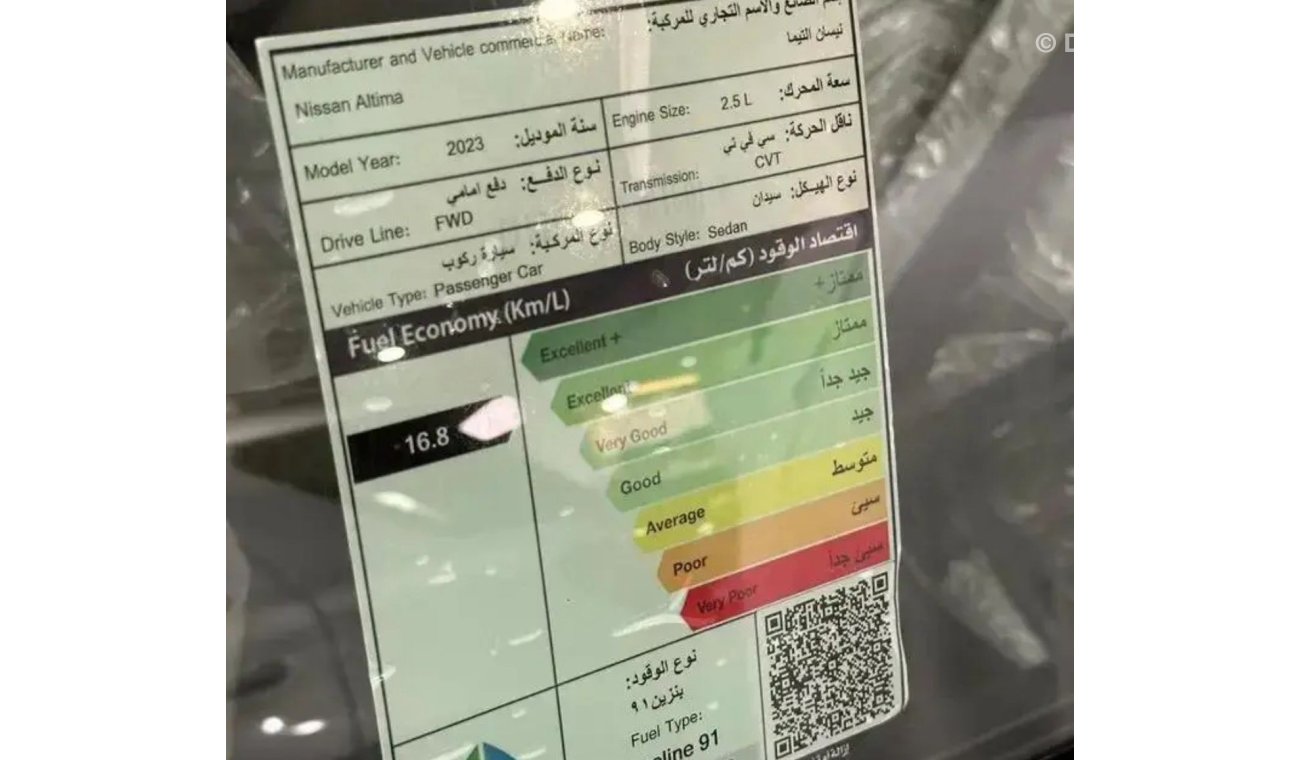 Manufacturer and Vehicle commercial Name:
الصانع والاسم التجاري للمركبة:
Nissan Altima
نيسان التيما
Model Year: 2023 سنة الموديل:
Engine Size: 2.5 L سعة المحرك:
Drive Line: FWD دفع امامي نوع الدفع:
Transmission: CVT سي في تي ناقل الحركة:
Vehicle Type: Passenger Car سيارة ركوب نوع المركبة:
Body Style: Sedan سيدان نوع الهيكل:
Fuel Economy (Km/L) اقتصاد الوقود (كم/لتر)
Excellent + ممتاز+
Excellent ممتاز
16.8
Very Good جيد جداً
Good جيد
Average متوسط
Poor سيئ
Very Poor سيئ جداً
نوع الوقود:
بنزين ٩١
Fuel Type:
91
©